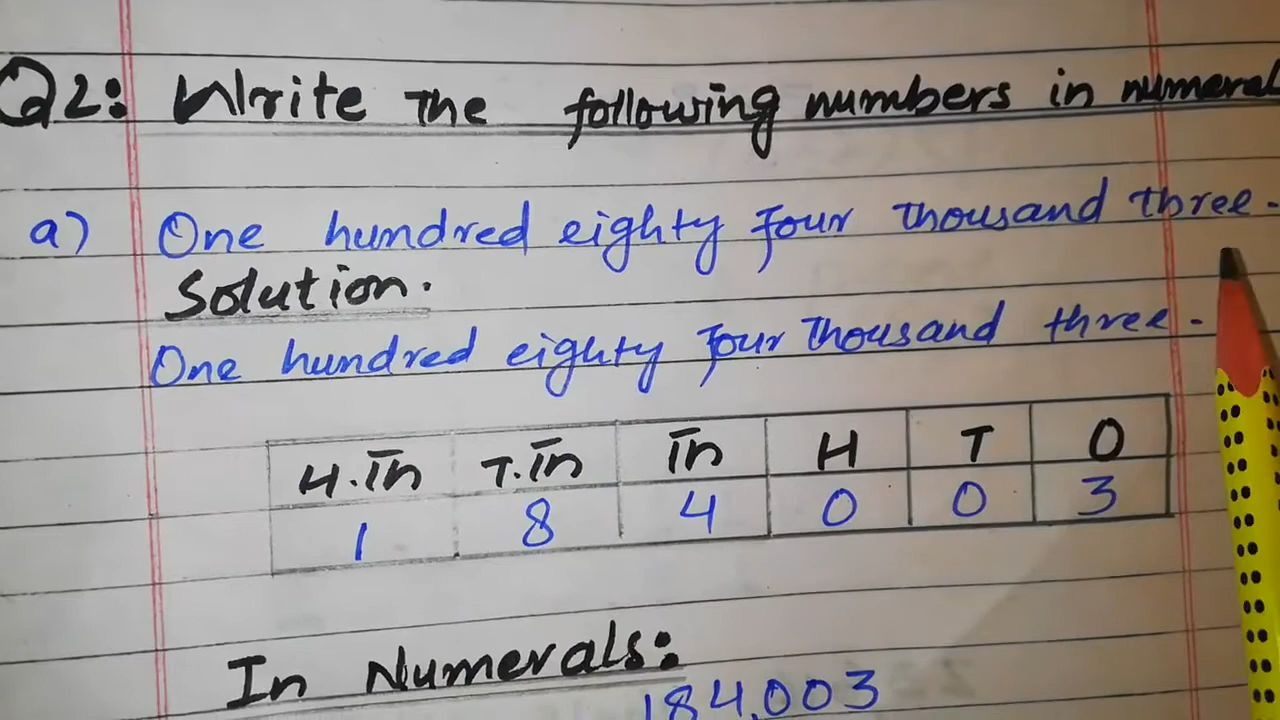 Q2: Write The following numbers in numeral
a) One hundred eighty four thousand three.
Solution.
One hundred eighty four Thousand three.
H.Th T.Th Th H T O
1 8 4 0 0 3
In Numerals:
184,003